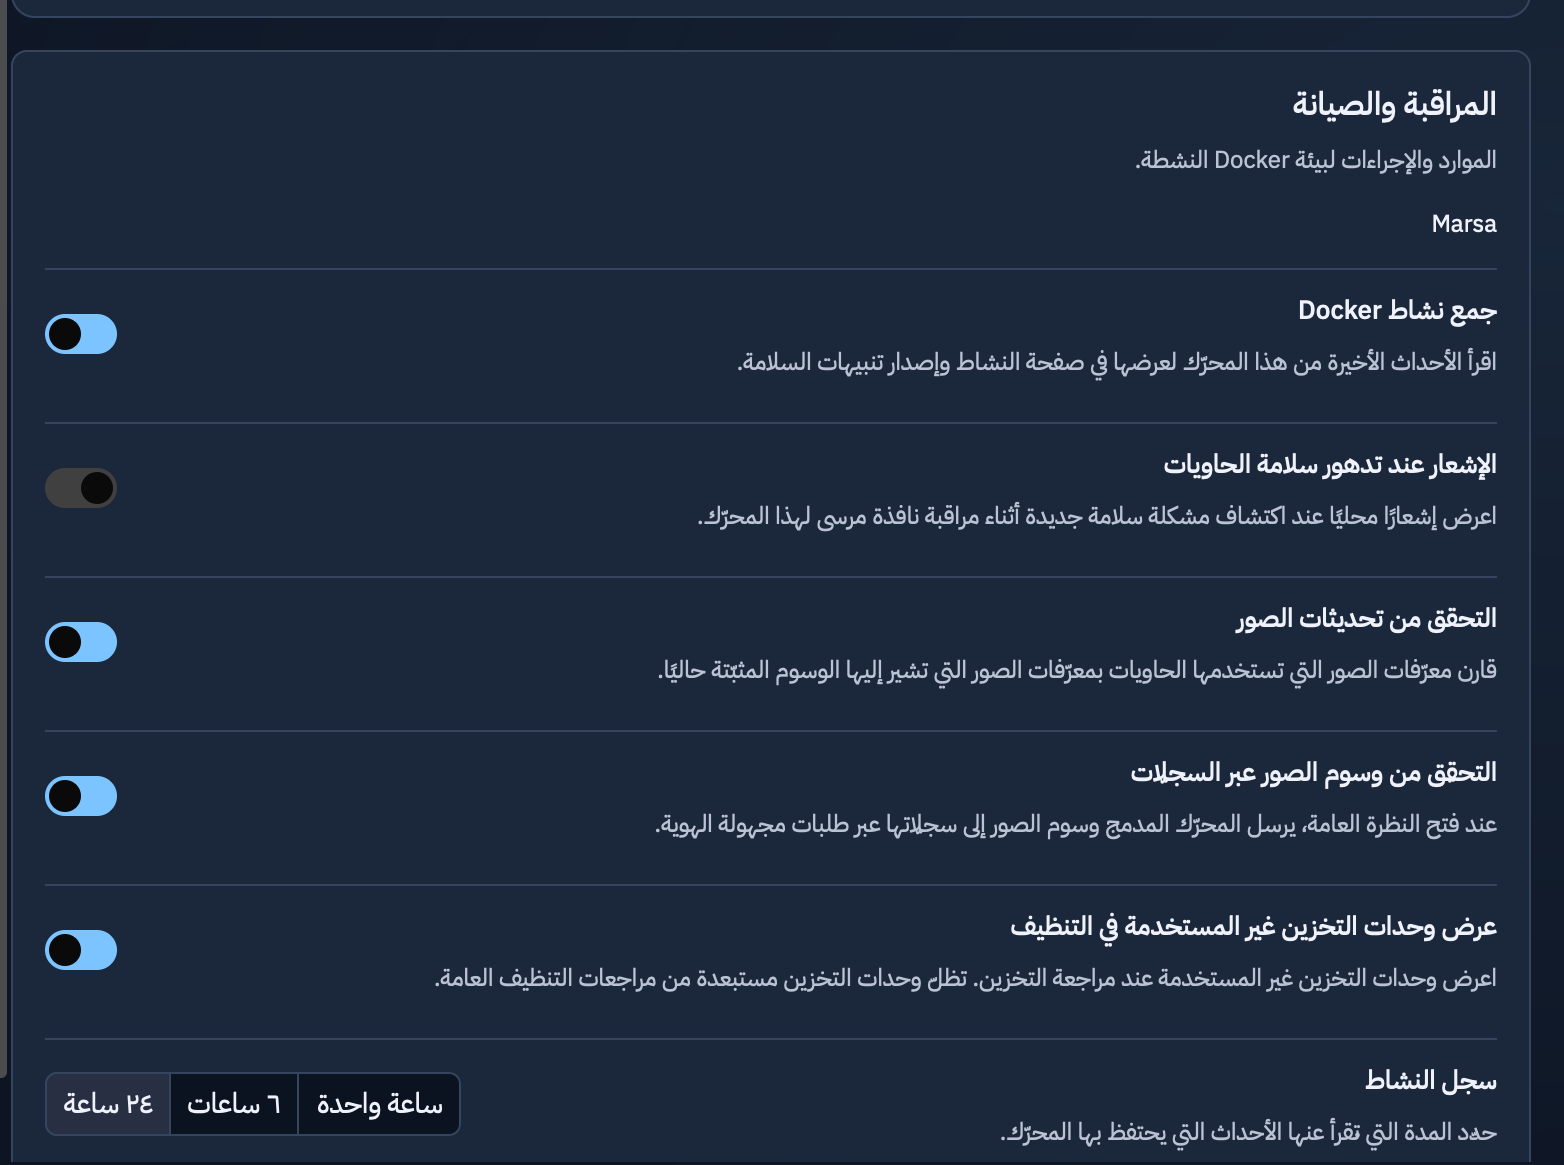 المراقبة والصيانة
الموارد والإجراءات لبيئة Docker النشطة.
Marsa
جمع نشاط Docker
اقرأ الأحداث الأخيرة من هذا المحرّك لعرضها في صفحة النشاط وإصدار تنبيهات السلامة.
الإشعار عند تدهور سلامة الحاويات
اعرض إشعارًا محليًا عند اكتشاف مشكلة سلامة جديدة أثناء مراقبة نافذة مرسى لهذا المحرّك.
التحقق من تحديثات الصور
قارن معرّفات الصور التي تستخدمها الحاويات بمعرّفات الصور التي تشير إليها الوسوم المثبّتة حاليًا.
التحقق من وسوم الصور عبر السجلات
عند فتح النظرة العامة، يرسل المحرّك المدمج وسوم الصور إلى سجلاتها عبر طلبات مجهولة الهوية.
عرض وحدات التخزين غير المستخدمة في التنظيف
اعرض وحدات التخزين غير المستخدمة عند مراجعة التخزين. تظلّ وحدات التخزين مستبعدة من مراجعات التنظيف العامة.
سجل النشاط
ساعة واحدة
٦ ساعات
٢٤ ساعة
حدد المدة التي تقرأ عنها الأحداث التي يحتفظ بها المحرّك.